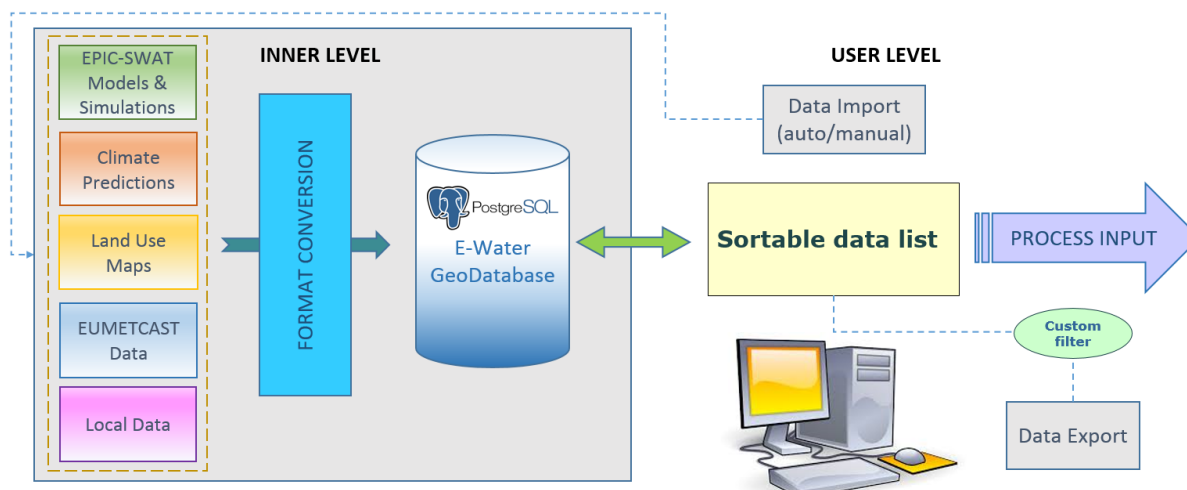 INNER LEVEL
USER LEVEL
EPIC-SWAT
Models &
Simulations
Climate
Predictions
Land Use
Maps
EUMETCAST
Data
Local Data
FORMAT CONVERSION
PostgreSQL
E-Water
GeoDatabase
Data Import
(auto/manual)
Sortable data list
PROCESS INPUT
Custom
filter
Data Export